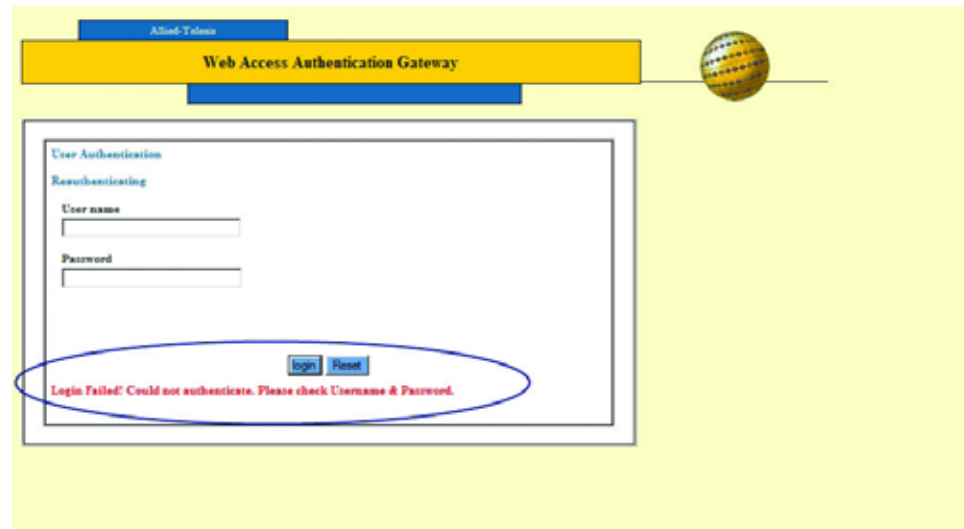 Allied-Telesis
Web Access Authentication Gateway
User Authentication
Reauthenticating
User name
Password
login Reset
Login Failed! Could not authenticate. Please check Username & Password.